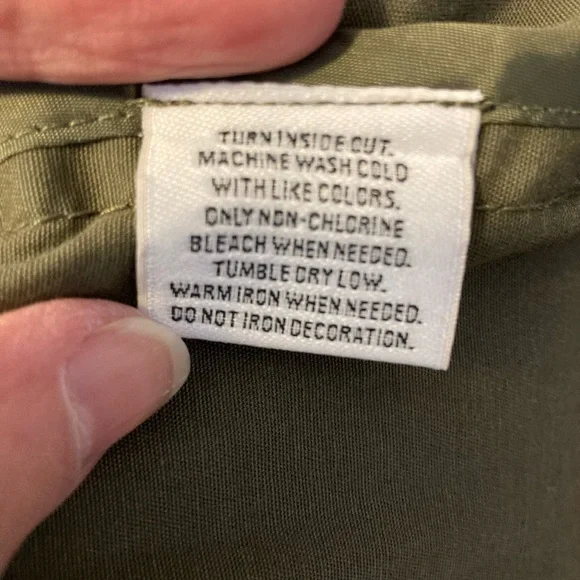 TURN INSIDE OUT.
MACHINE WASH COLD
WITH LIKE COLORS.
ONLY NON-CHLORINE
BLEACH WHEN NEEDED.
TUMBLE DRY LOW.
WARM IRON WHEN NEEDED.
DO NOT IRON DECORATION.